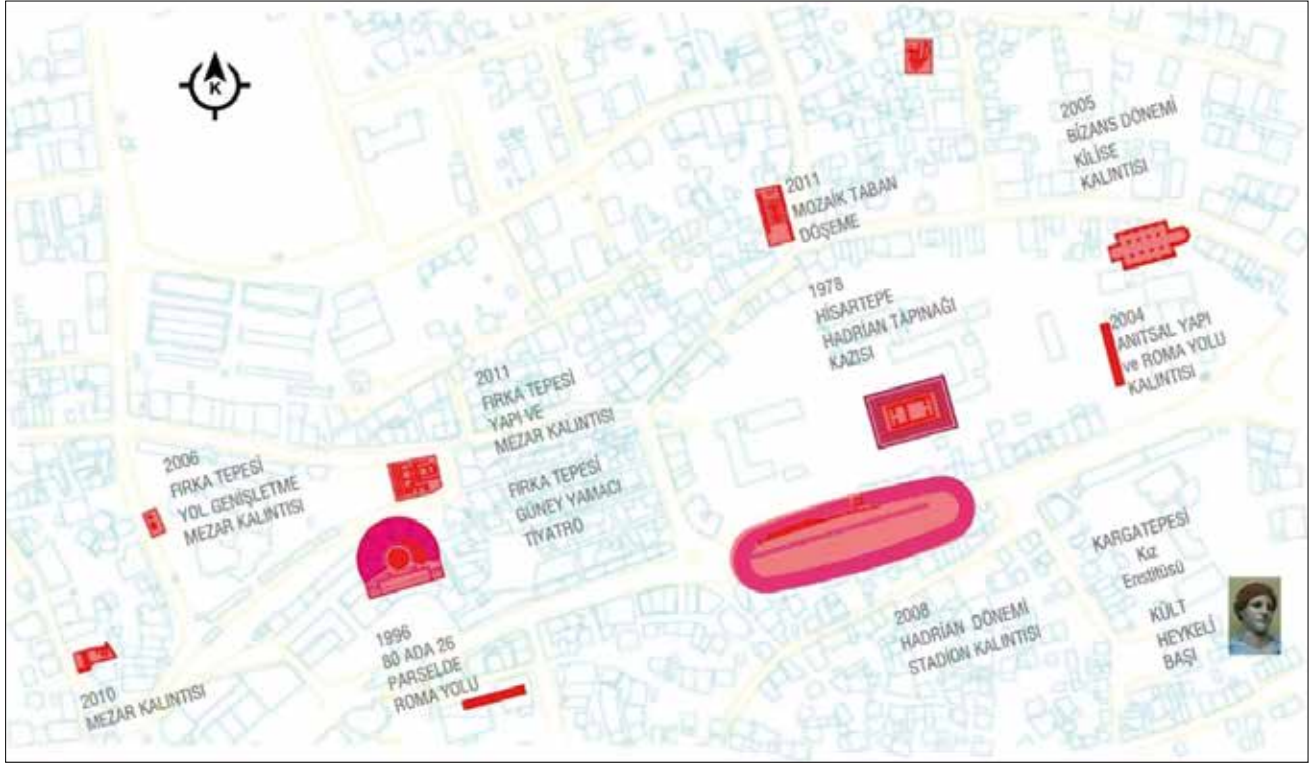 K
2005
BİZANS DÖNEMİ
KİLİSE
KALINTISI
2011
MOZAİK TABAN
DÖŞEME
1978
HİSARTEPE
HADRİAN TAPINAĞI
KAZISI
2004
ANITSAL YAPI
ve ROMA YOLU
KALINTISI
2011
FIRKA TEPESİ
YAPI VE
MEZAR KALINTISI
2006
FIRKA TEPESİ
YOL GENİŞLETME
MEZAR KALINTISI
FIRKA TEPESİ
GÜNEY YAMACI
TİYATRO
KARGATEPESİ
Kız
Enstitüsü
KÜLT
HEYKELİ
BAŞI
2008
HADRİAN DÖNEMİ
STADİON KALINTISI
1996
80 ADA 26
PARSELDE
ROMA YOLU
2010
MEZAR KALINTISI